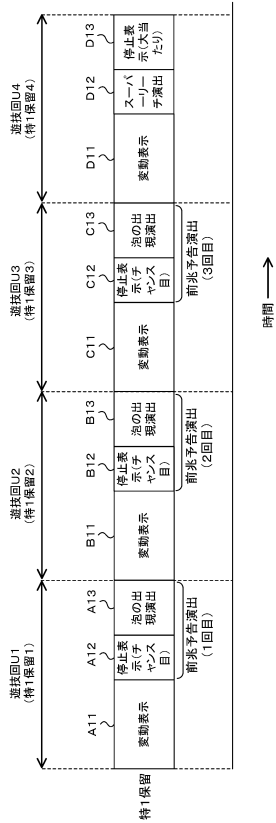 遊技回U1
(特1保留1)
遊技回U2
(特1保留2)
遊技回U3
(特1保留3)
遊技回U4
(特1保留4)
A11
A12
A13
B11
B12
B13
C11
C12
C13
D11
D12
D13
特1保留
変動表示
停止表
示(チ
ャンス
目)
泡の出
現演出
変動表示
停止表
示(チ
ャンス
目)
泡の出
現演出
変動表示
停止表
示(チ
ャンス
目)
泡の出
現演出
変動表示
スーパ
ーリー
チ演出
停止表
示(大当
たり)
前兆予告演出
(1回目)
前兆予告演出
(2回目)
前兆予告演出
(3回目)
時間